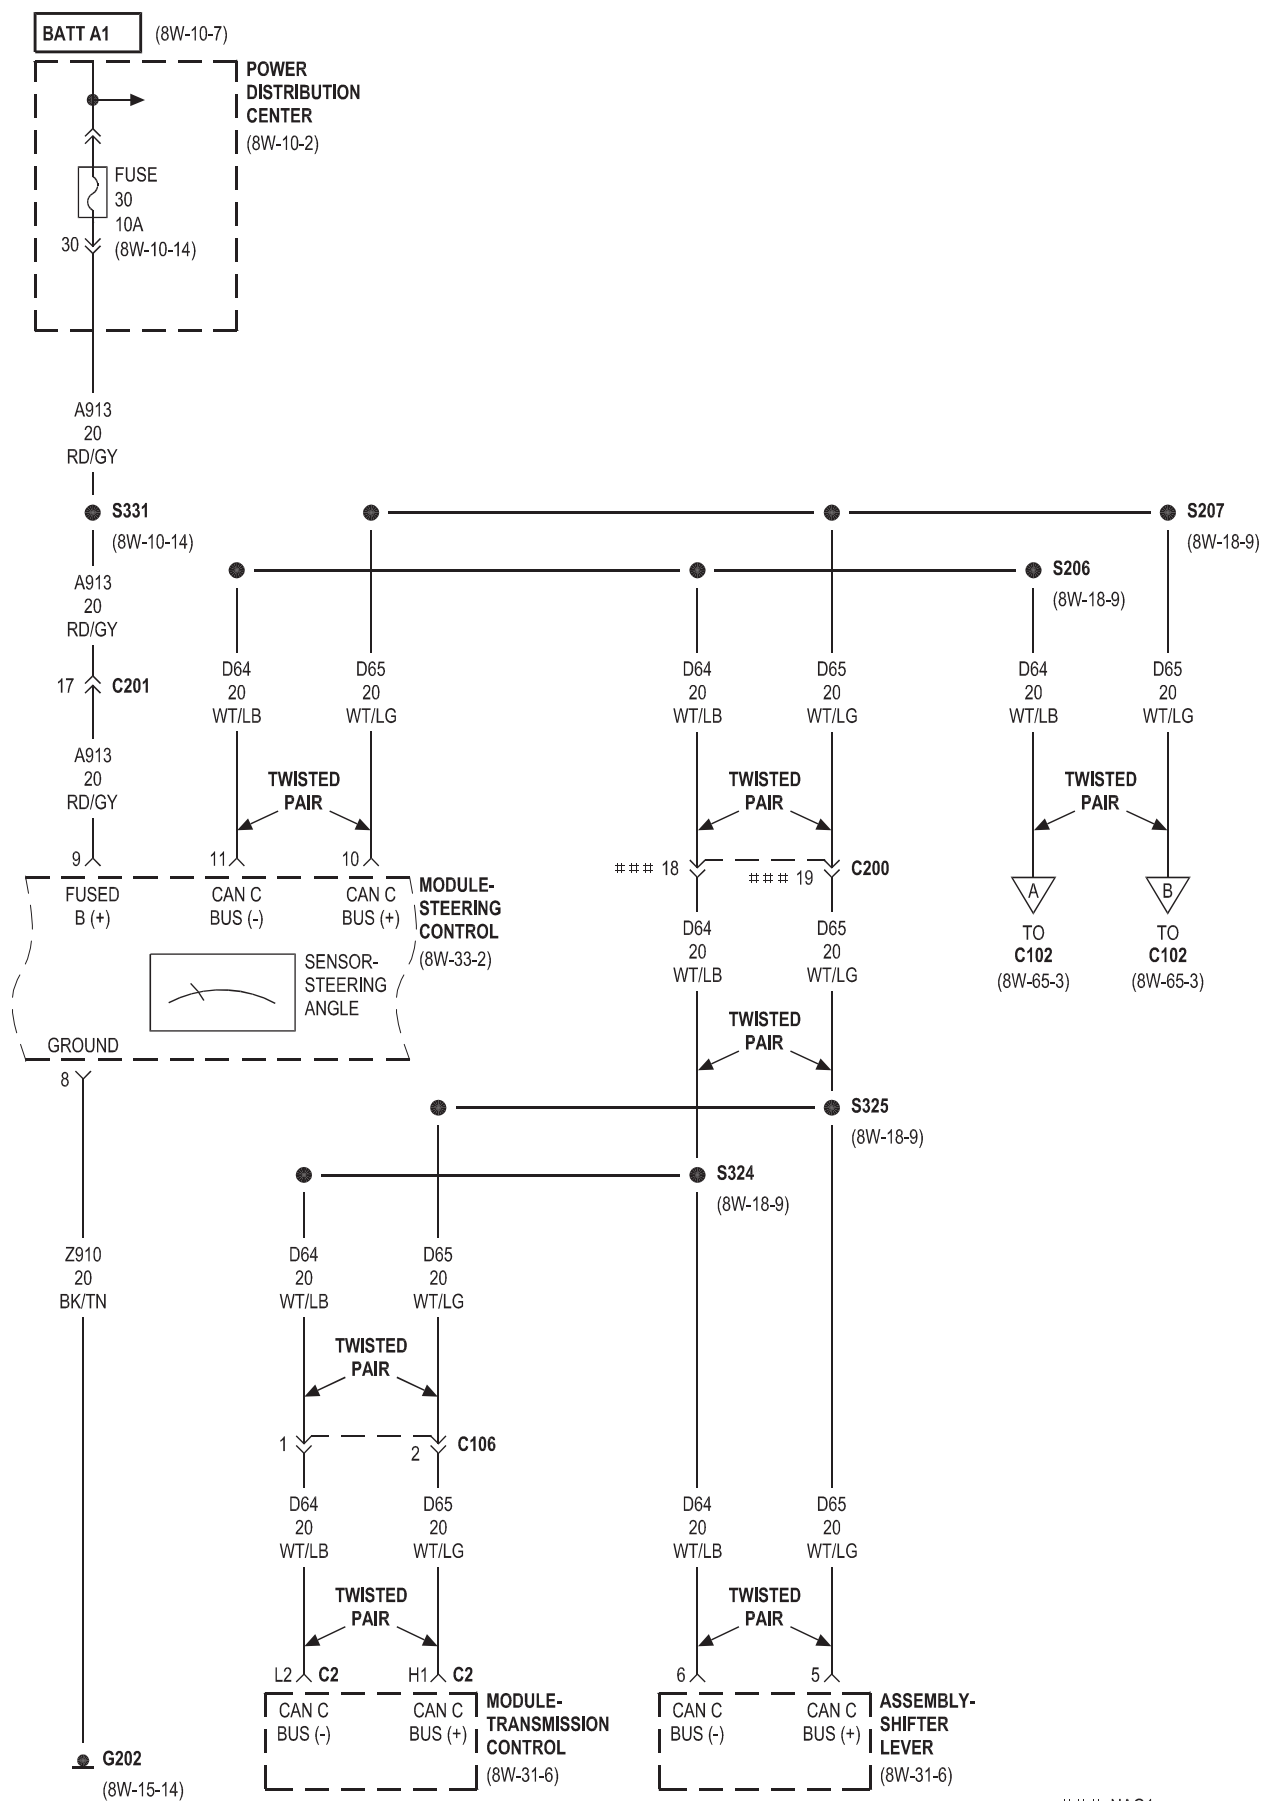 BATT A1 (8W-10-7)
POWER
DISTRIBUTION
CENTER
(8W-10-2)
FUSE
30
10A
(8W-10-14)
30
A913
20
RD/GY
S331
(8W-10-14)
S207
(8W-18-9)
S206
(8W-18-9)
A913
20
RD/GY
17 C201
D64
20
WT/LB
D65
20
WT/LG
D64
20
WT/LB
D65
20
WT/LG
D64
20
WT/LB
D65
20
WT/LG
A913
20
RD/GY
TWISTED
PAIR
TWISTED
PAIR
TWISTED
PAIR
9
11
10
### 18
### 19
C200
FUSED
B (+)
CAN C
BUS (-)
CAN C
BUS (+)
MODULE-
STEERING
CONTROL
(8W-33-2)
SENSOR-
STEERING
ANGLE
GROUND
8
A
TO
C102
(8W-65-3)
B
TO
C102
(8W-65-3)
D64
20
WT/LB
D65
20
WT/LG
TWISTED
PAIR
S325
(8W-18-9)
S324
(8W-18-9)
Z910
20
BK/TN
D64
20
WT/LB
D65
20
WT/LG
TWISTED
PAIR
1
2
C106
D64
20
WT/LB
D65
20
WT/LG
D64
20
WT/LB
D65
20
WT/LG
TWISTED
PAIR
TWISTED
PAIR
L2 C2
H1 C2
6
5
CAN C
BUS (-)
CAN C
BUS (+)
MODULE-
TRANSMISSION
CONTROL
(8W-31-6)
CAN C
BUS (-)
CAN C
BUS (+)
ASSEMBLY-
SHIFTER
LEVER
(8W-31-6)
G202
(8W-15-14)